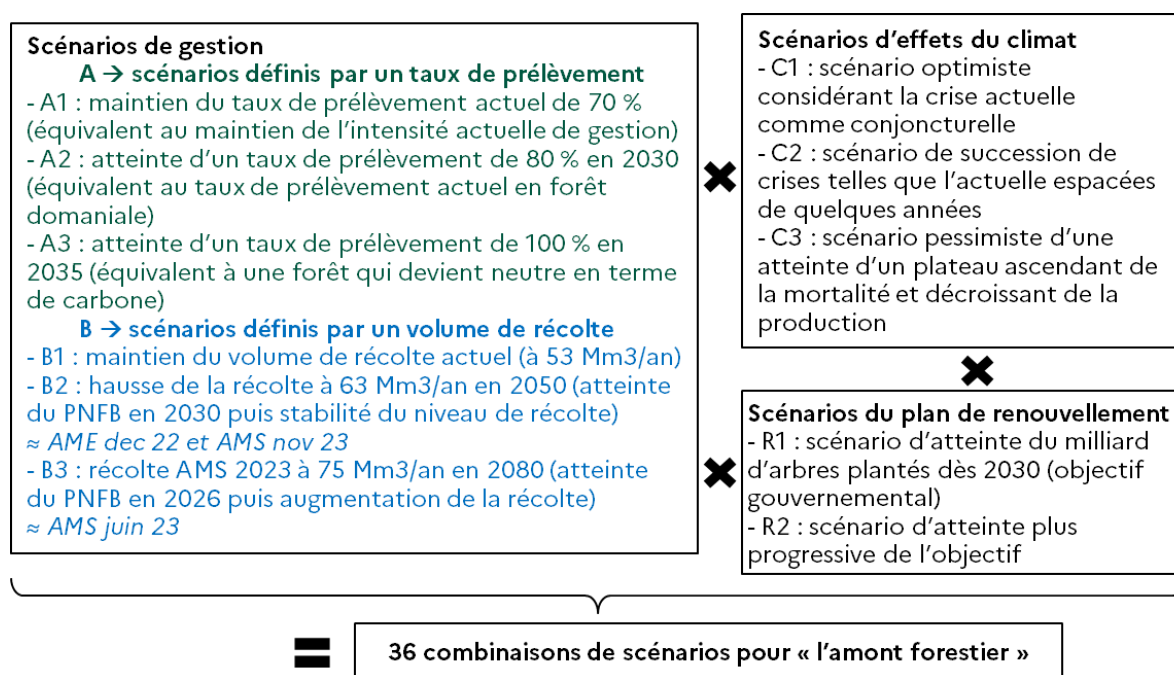 Scénarios de gestion
A → scénarios définis par un taux de prélèvement
- A1 : maintien du taux de prélèvement actuel de 70 %
(équivalent au maintien de l'intensité actuelle de gestion)
- A2 : atteinte d'un taux de prélèvement de 80 % en 2030
(équivalent au taux de prélèvement actuel en forêt
domaniale)
- A3 : atteinte d'un taux de prélèvement de 100 % en
2035 (équivalent à une forêt qui devient neutre en terme
de carbone)
B → scénarios définis par un volume de récolte
- B1 : maintien du volume de récolte actuel (à 53 Mm3/an)
- B2 : hausse de la récolte à 63 Mm3/an en 2050 (atteinte
du PNFB en 2030 puis stabilité du niveau de récolte)
≈ AME dec 22 et AMS nov 23
- B3 : récolte AMS 2023 à 75 Mm3/an en 2080 (atteinte
du PNFB en 2026 puis augmentation de la récolte)
≈ AMS juin 23
Scénarios d'effets du climat
- C1 : scénario optimiste
considérant la crise actuelle
comme conjoncturelle
- C2 : scénario de succession de
crises telles que l'actuelle espacées
de quelques années
- C3 : scénario pessimiste d'une
atteinte d'un plateau ascendant de
la mortalité et décroissant de la
production
Scénarios du plan de renouvellement
- R1 : scénario d'atteinte du milliard
d'arbres plantés dès 2030 (objectif
gouvernemental)
- R2 : scénario d'atteinte plus
progressive de l'objectif
36 combinaisons de scénarios pour « l'amont forestier »